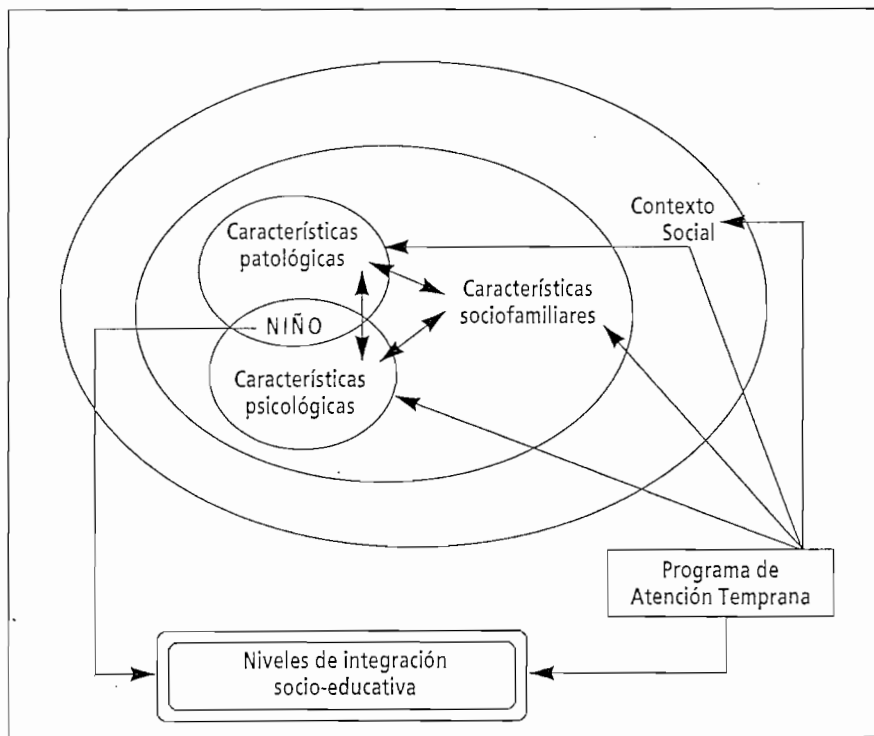 Contexto
Social
Características
patológicas
Características
sociofamiliares
NIÑO
Características
psicológicas
Programa de
Atención Temprana
Niveles de integración
socio-educativa